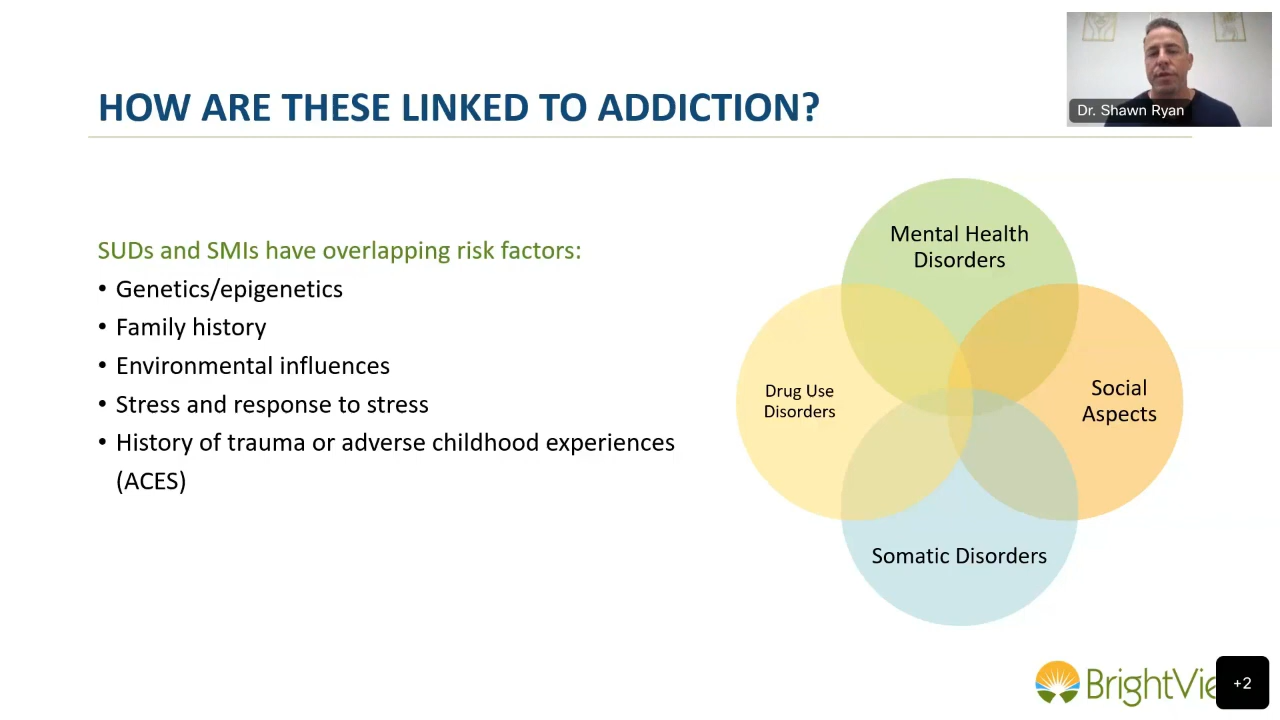 HOW ARE THESE LINKED TO ADDICTION?
Dr. Shawn Ryan
SUDs and SMIs have overlapping risk factors:
• Genetics/epigenetics
• Family history
• Environmental influences
• Stress and response to stress
• History of trauma or adverse childhood experiences
(ACES)
Mental Health
Disorders
Drug Use
Disorders
Social
Aspects
Somatic Disorders
+2